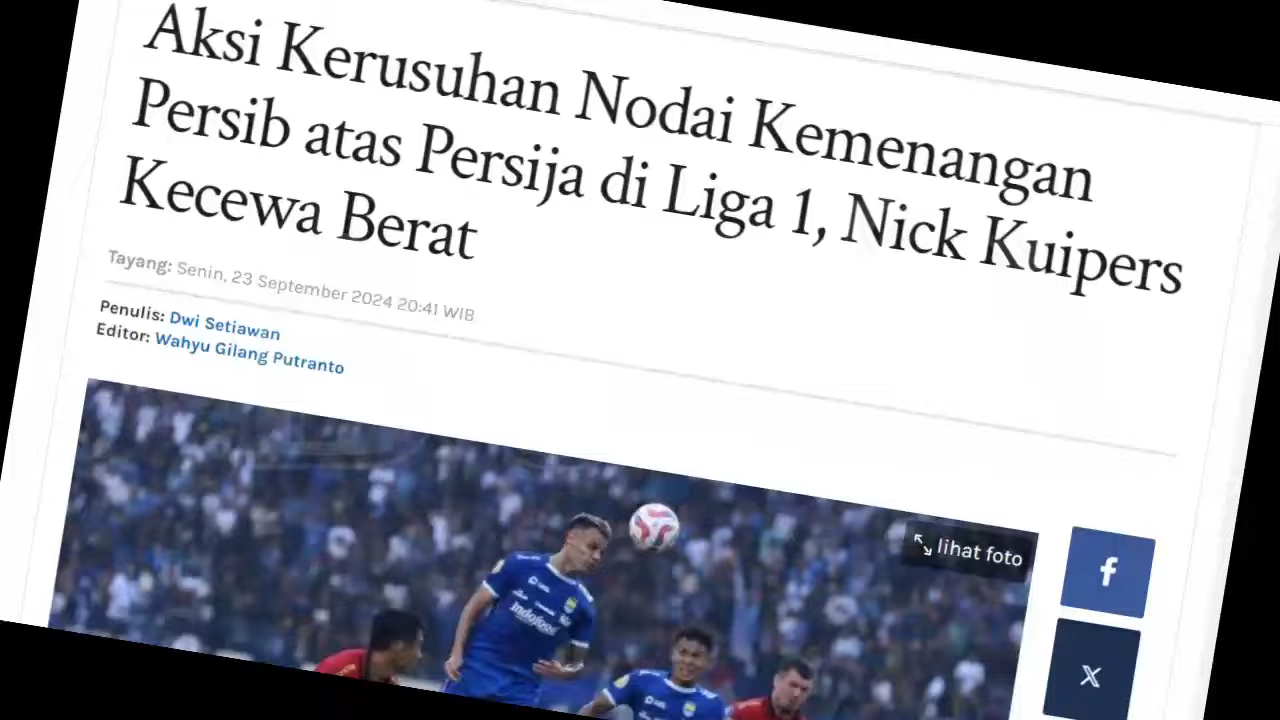 Aksi Kerusuhan Nodai Kemenangan
Persib atas Persija di Liga 1, Nick Kuipers
Kecewa Berat
Tayang: Senin, 23 September 2024 20:41 WIB
Penulis: Dwi Setiawan
Editor: Wahyu Gilang Putranto
lihat foto
indofood